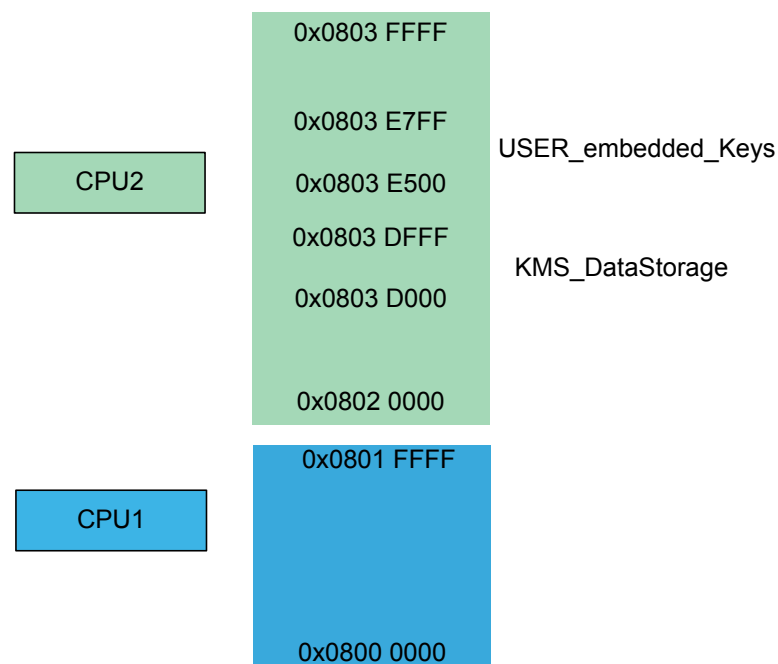 0x0803 FFFF
0x0803 E7FF
USER_embedded_Keys
CPU2
0x0803 E500
0x0803 DFFF
KMS_DataStorage
0x0803 D000
0x0802 0000
0x0801 FFFF
CPU1
0x0800 0000